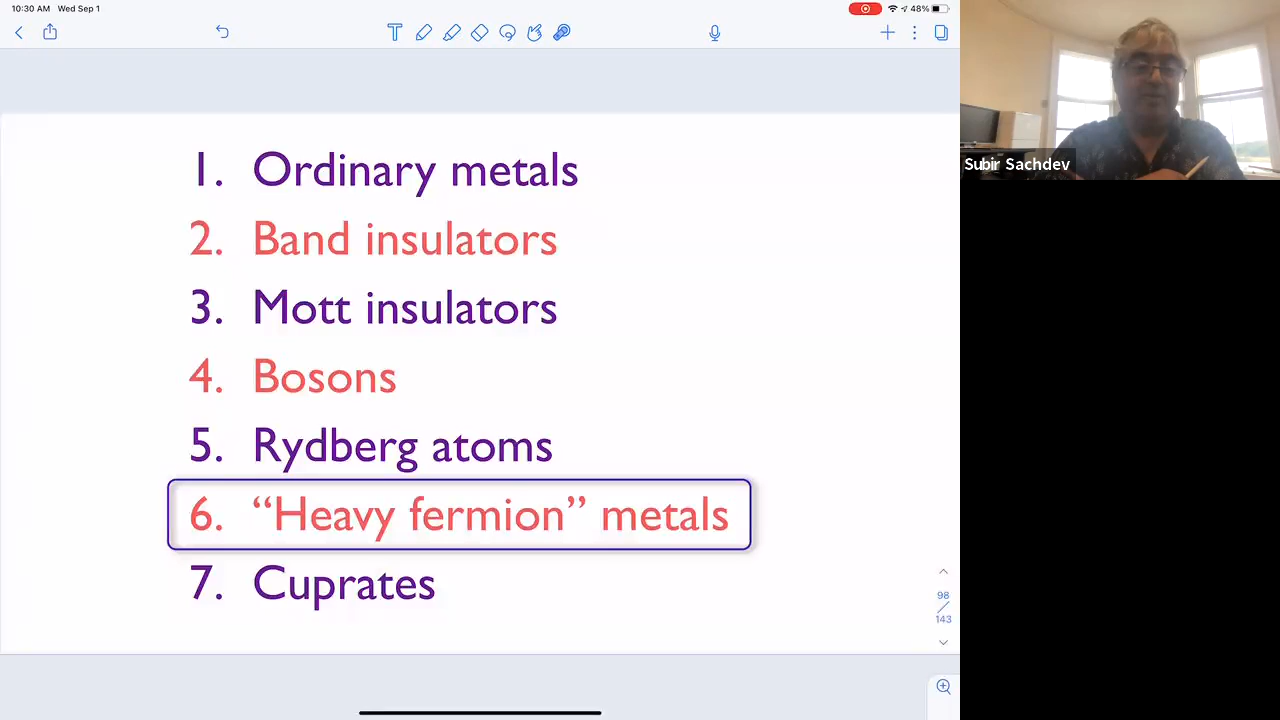 10:30 AM Wed Sep 1
48%
1. Ordinary metals
2. Band insulators
3. Mott insulators
4. Bosons
5. Rydberg atoms
6. “Heavy fermion” metals
7. Cuprates
98
143
Subir Sachdev